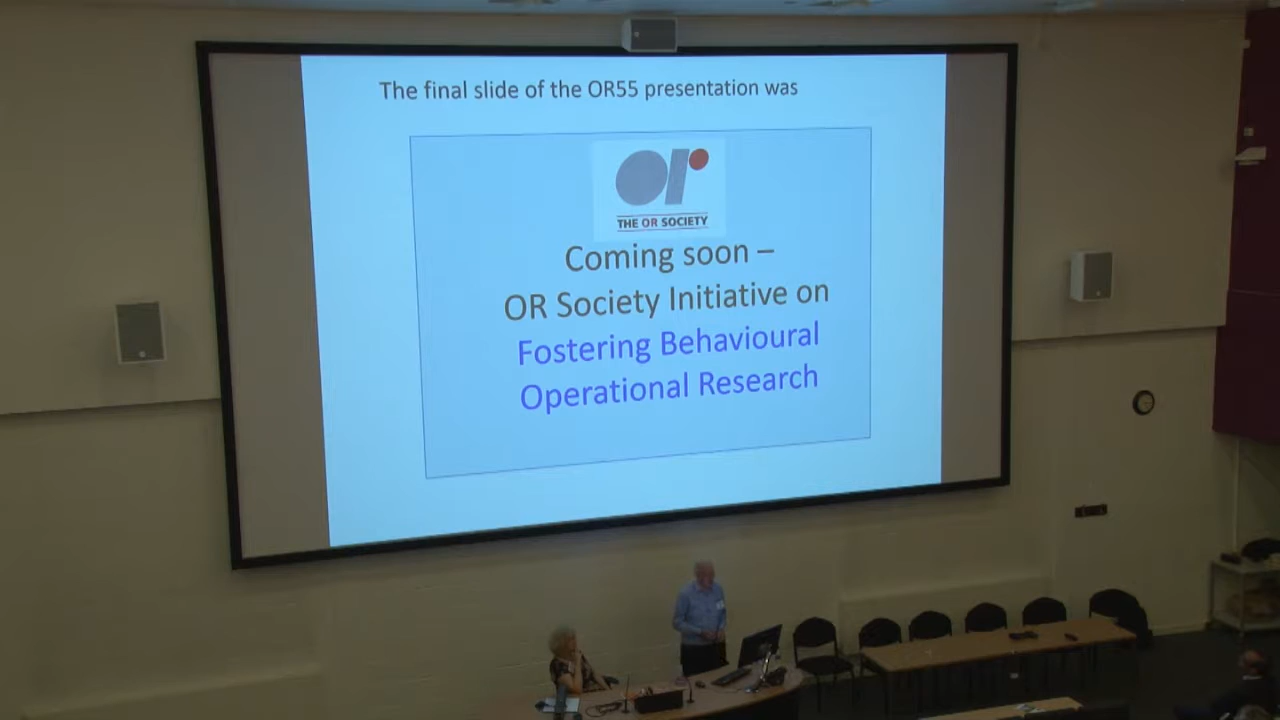 The final slide of the OR55 presentation was
or
THE OR SOCIETY
Coming soon –
OR Society Initiative on
Fostering Behavioural
Operational Research